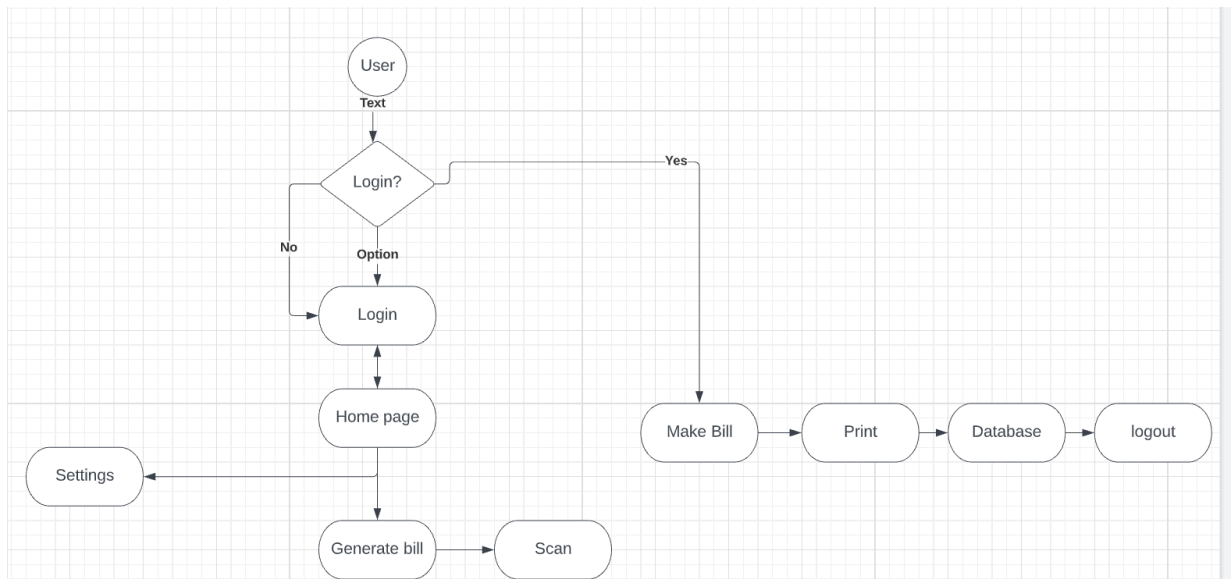 User
Text
Login?
Yes
No
Option
Login
Home page
Make Bill
Print
Database
logout
Settings
Generate bill
Scan